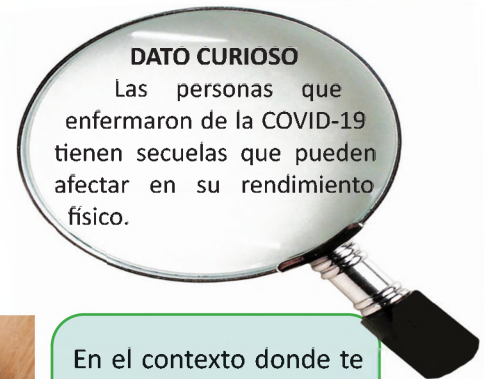 DATO CURIOSO
Las personas que
enfermaron de la COVID-19
tienen secuelas que pueden
afectar en su rendimiento
físico.
En el contexto donde te